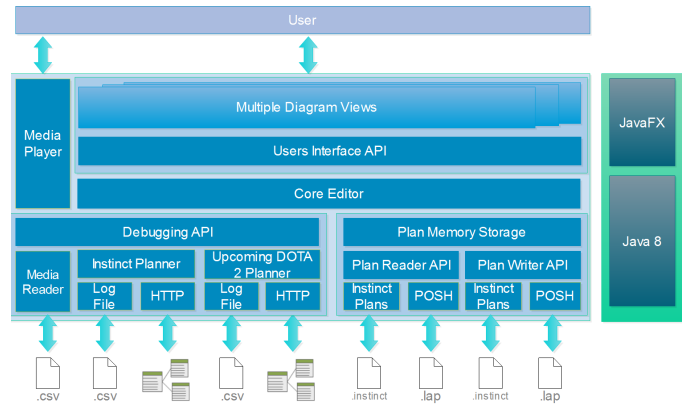 User
Media
Player
Multiple Diagram Views
Users Interface API
Core Editor
JavaFX
Java 8
Debugging API
Plan Memory Storage
Media
Reader
Instinct Planner
Upcoming DOTA
2 Planner
Plan Reader API
Plan Writer API
Log
File
HTTP
Log
File
HTTP
Instinct
Plans
POSH
Instinct
Plans
POSH
.csv
.csv
.csv
.instinct
.lap
.instinct
.lap